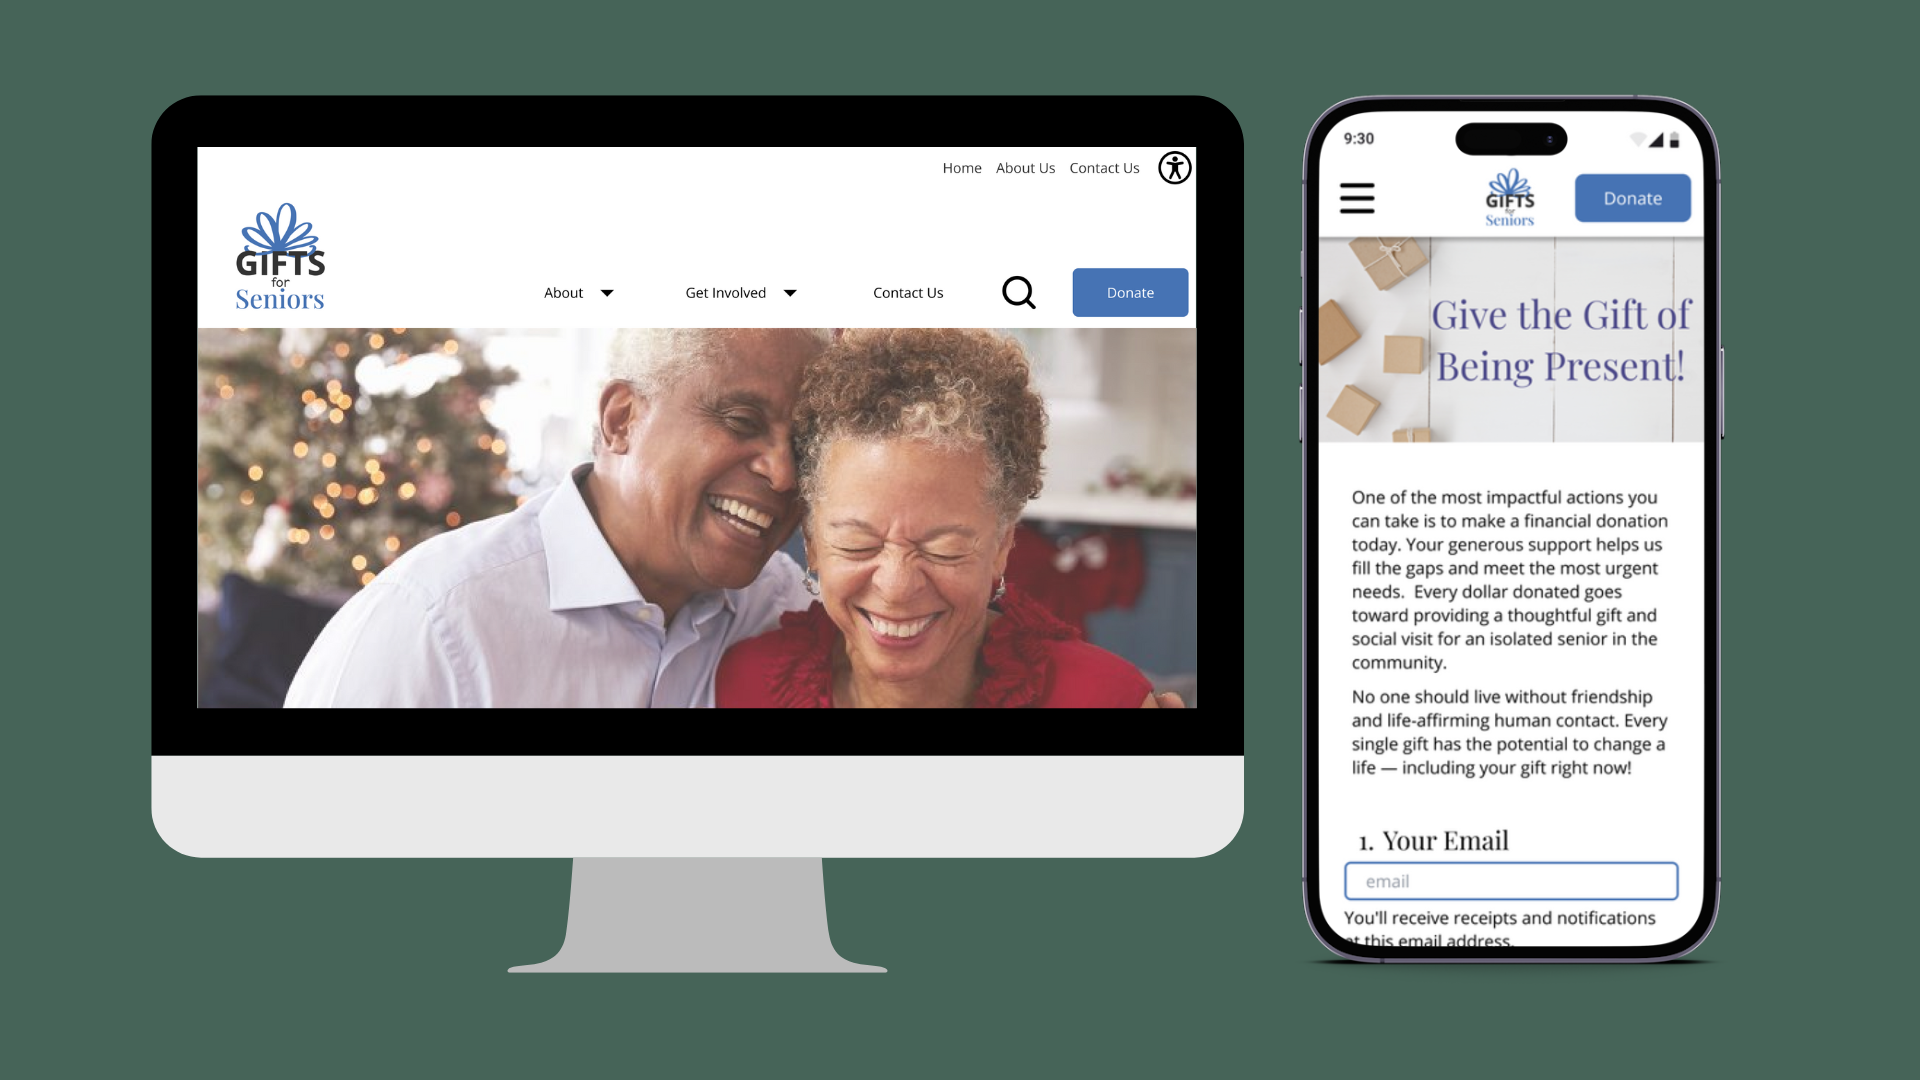 Home About Us Contact Us
GIFTS
for
Seniors
About Get Involved Contact Us Donate
9:30
GIFTS
for
Seniors
Donate
Give the Gift of
Being Present!
One of the most impactful actions you
can take is to make a financial donation
today. Your generous support helps us
fill the gaps and meet the most urgent
needs.  Every dollar donated goes
toward providing a thoughtful gift and
social visit for an isolated senior in the
community.
No one should live without friendship
and life-affirming human contact. Every
single gift has the potential to change a
life — including your gift right now!
1. Your Email
email
You'll receive receipts and notifications
at this email address.